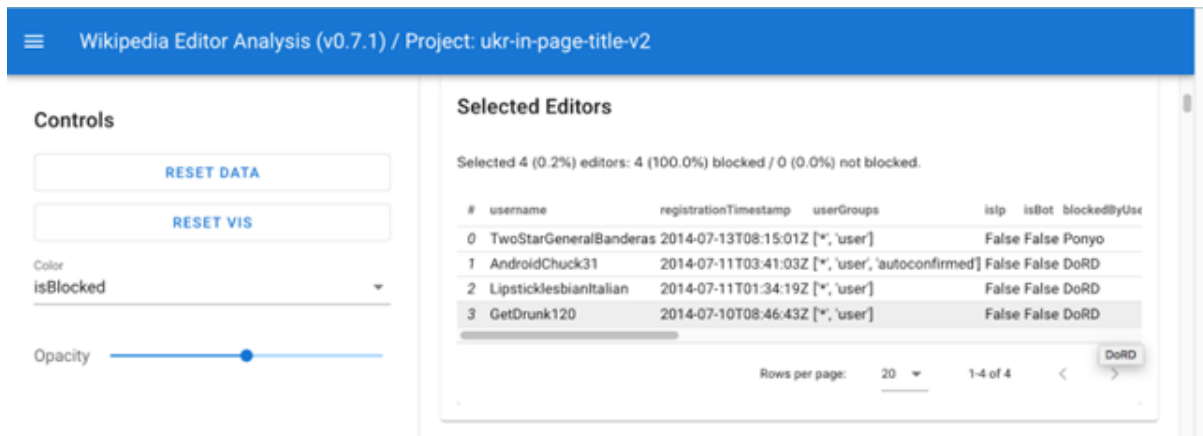 Wikipedia Editor Analysis (v0.7.1) / Project: ukr-in-page-title-v2
Controls
RESET DATA
RESET VIS
Color
isBlocked
Opacity
Selected Editors
Selected 4 (0.2%) editors: 4 (100.0%) blocked / 0 (0.0%) not blocked.
# username registrationTimestamp userGroups isIp isBot blockedByUse
0 TwoStarGeneralBanderas 2014-07-13T08:15:01Z ['*', 'user'] False False Ponyo
1 AndroidChuck31 2014-07-11T03:41:03Z ['*', 'user', 'autoconfirmed'] False False DoRD
2 LipsticklesbianItalian 2014-07-11T01:34:19Z ['*', 'user'] False False DoRD
3 GetDrunk120 2014-07-10T08:46:43Z ['*', 'user'] False False DoRD
DoRD
Rows per page: 20 1-4 of 4